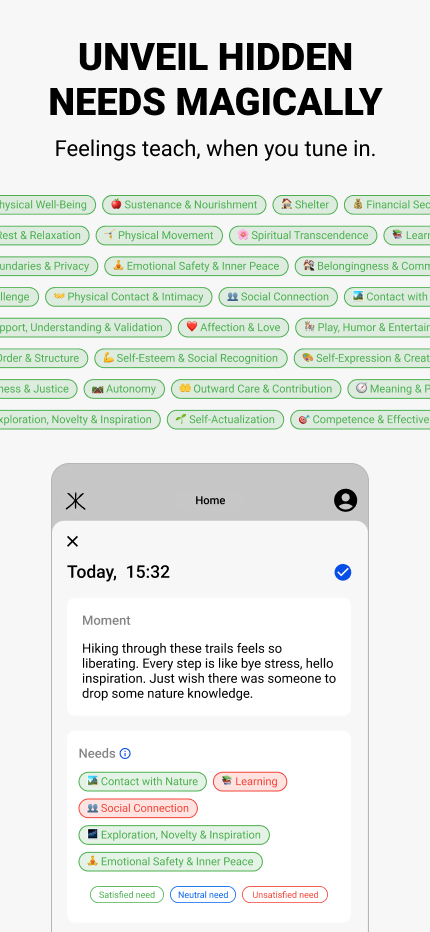 UNVEIL HIDDEN
NEEDS MAGICALLY
Feelings teach, when you tune in.
hysical Well-Being Sustenance & Nourishment Shelter Financial Sec
Rest & Relaxation Physical Movement Spiritual Transcendence Learn
undaries & Privacy Emotional Safety & Inner Peace Belongingness & Comm
llenge Physical Contact & Intimacy Social Connection Contact with
pport, Understanding & Validation Affection & Love Play, Humor & Entertain
Order & Structure Self-Esteem & Social Recognition Self-Expression & Creat
ness & Justice Autonomy Outward Care & Contribution Meaning & P
xploration, Novelty & Inspiration Self-Actualization Competence & Effective
Home
Today, 15:32
Moment
Hiking through these trails feels so
liberating. Every step is like bye stress, hello
inspiration. Just wish there was someone to
drop some nature knowledge.
Needs
Contact with Nature Learning
Social Connection
Exploration, Novelty & Inspiration
Emotional Safety & Inner Peace
Satisfied need Neutral need Unsatisfied need